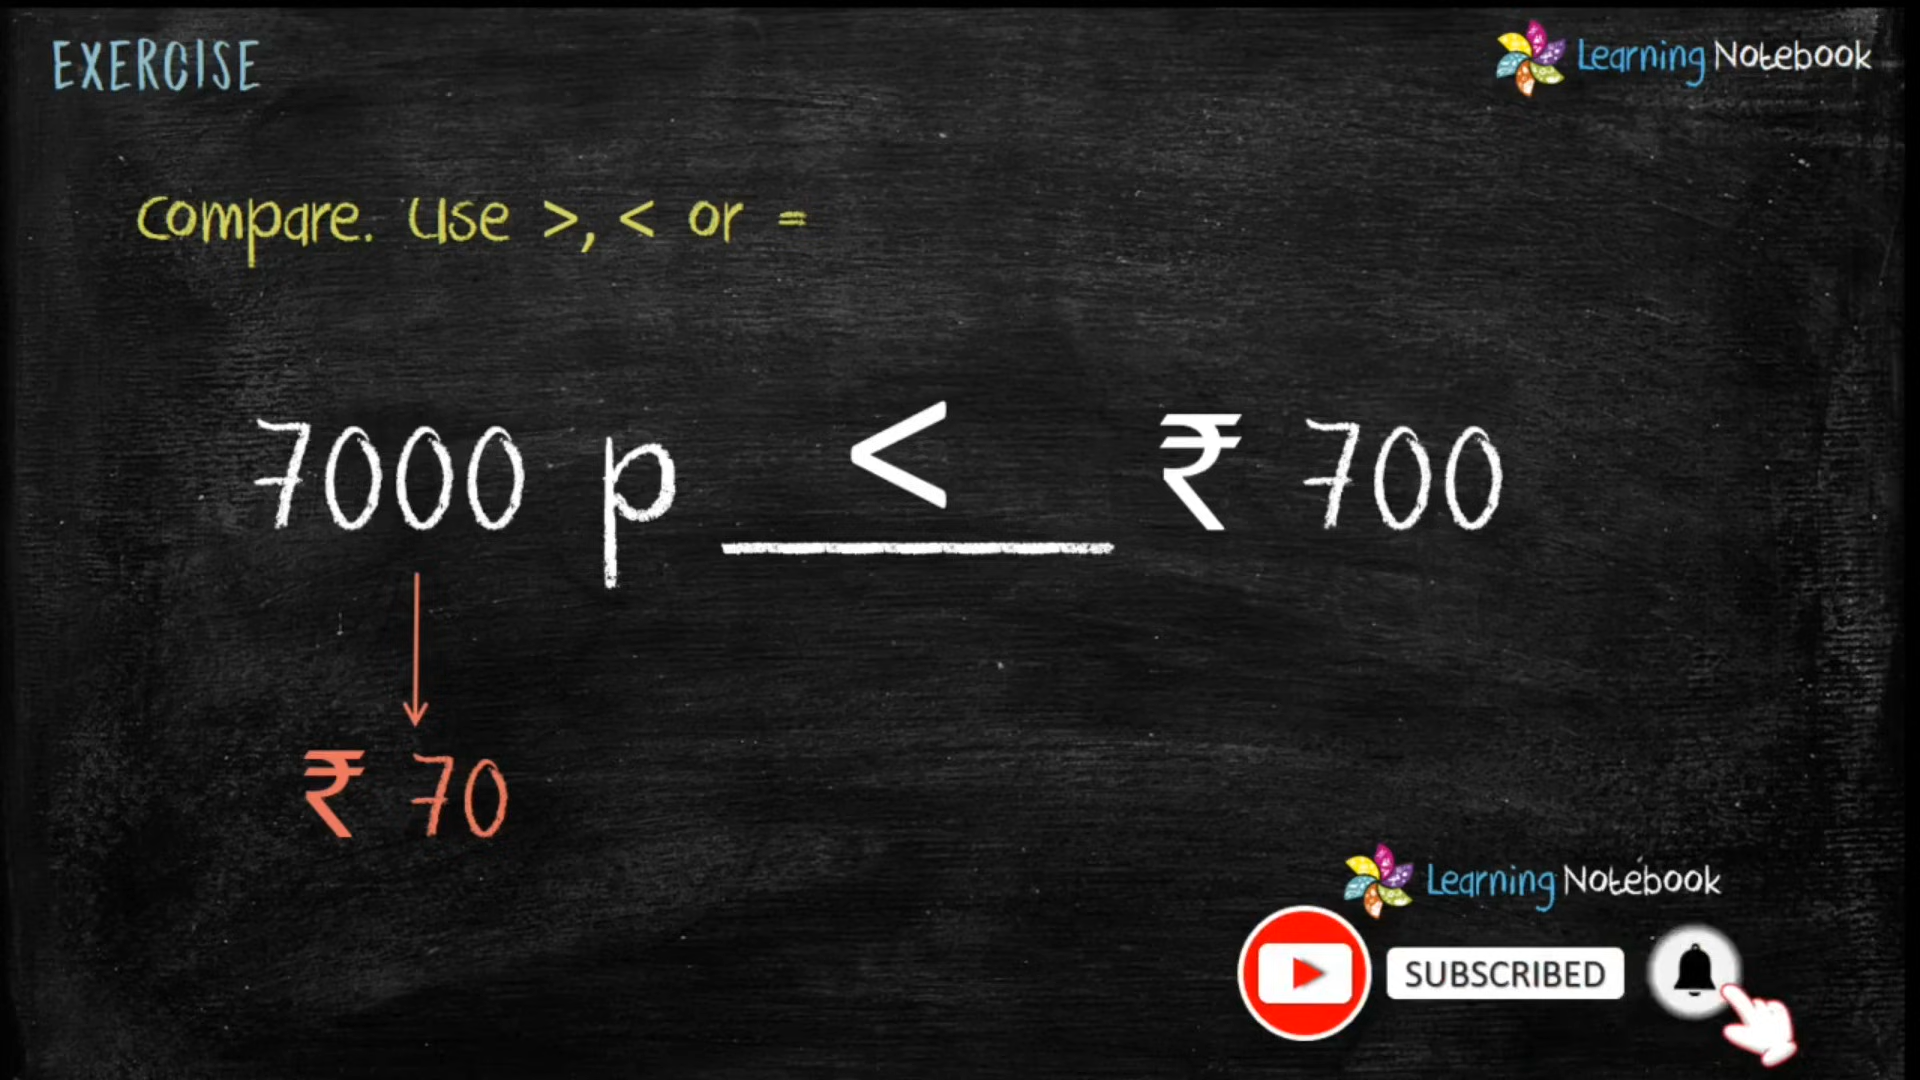 EXERCISE
Learning Notebook
Compare. Use >, < or =
7000 p < ₹ 700
₹ 70
Learning Notebook
SUBSCRIBED